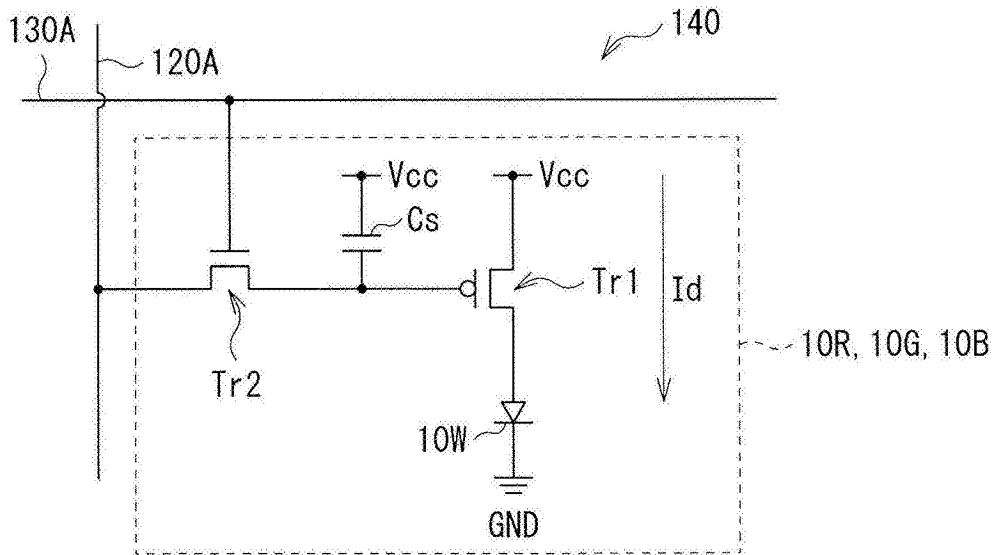 130A
120A
140
Vcc
Vcc
Cs
Tr1
Id
Tr2
10R, 10G, 10B
10W
GND